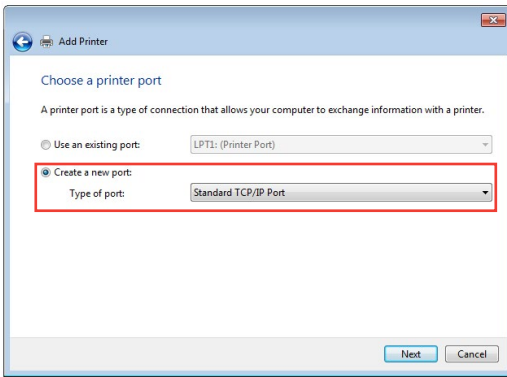 Add Printer
Choose a printer port
A printer port is a type of connection that allows your computer to exchange information with a printer.
Use an existing port: LPT1: (Printer Port)
Create a new port:
Type of port: Standard TCP/IP Port
Next Cancel